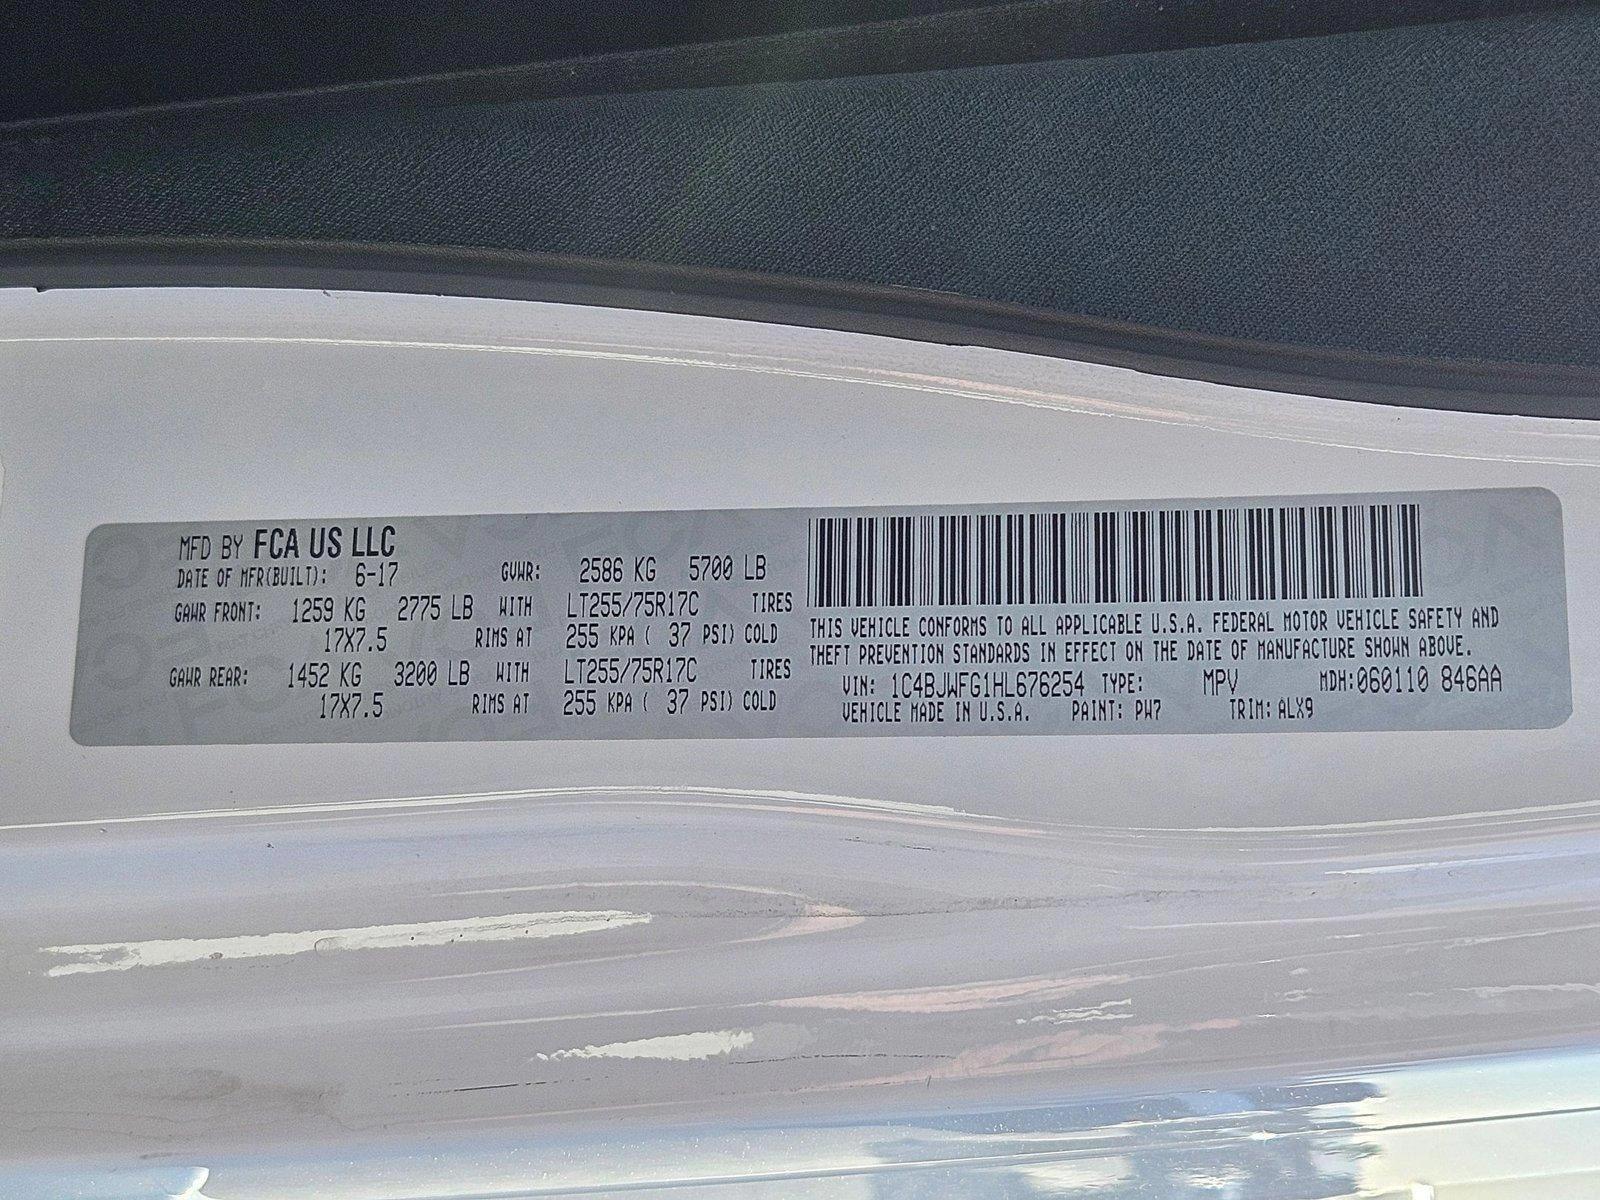 MFD BY FCA US LLC
DATE OF MFR(BUILT): 6-17 GVWR: 2586 KG 5700 LB
GAWR FRONT: 1259 KG 2775 LB WITH LT255/75R17C TIRES
17X7.5 RIMS AT 255 KPA ( 37 PSI) COLD
GAWR REAR: 1452 KG 3200 LB WITH LT255/75R17C TIRES
17X7.5 RIMS AT 255 KPA ( 37 PSI) COLD
THIS VEHICLE CONFORMS TO ALL APPLICABLE U.S.A. FEDERAL MOTOR VEHICLE SAFETY AND
THEFT PREVENTION STANDARDS IN EFFECT ON THE DATE OF MANUFACTURE SHOWN ABOVE.
VIN: 1C4BJWFG1HL676254 TYPE: MPV MDH:060110 846AA
VEHICLE MADE IN U.S.A. PAINT: PW7 TRIM: ALX9